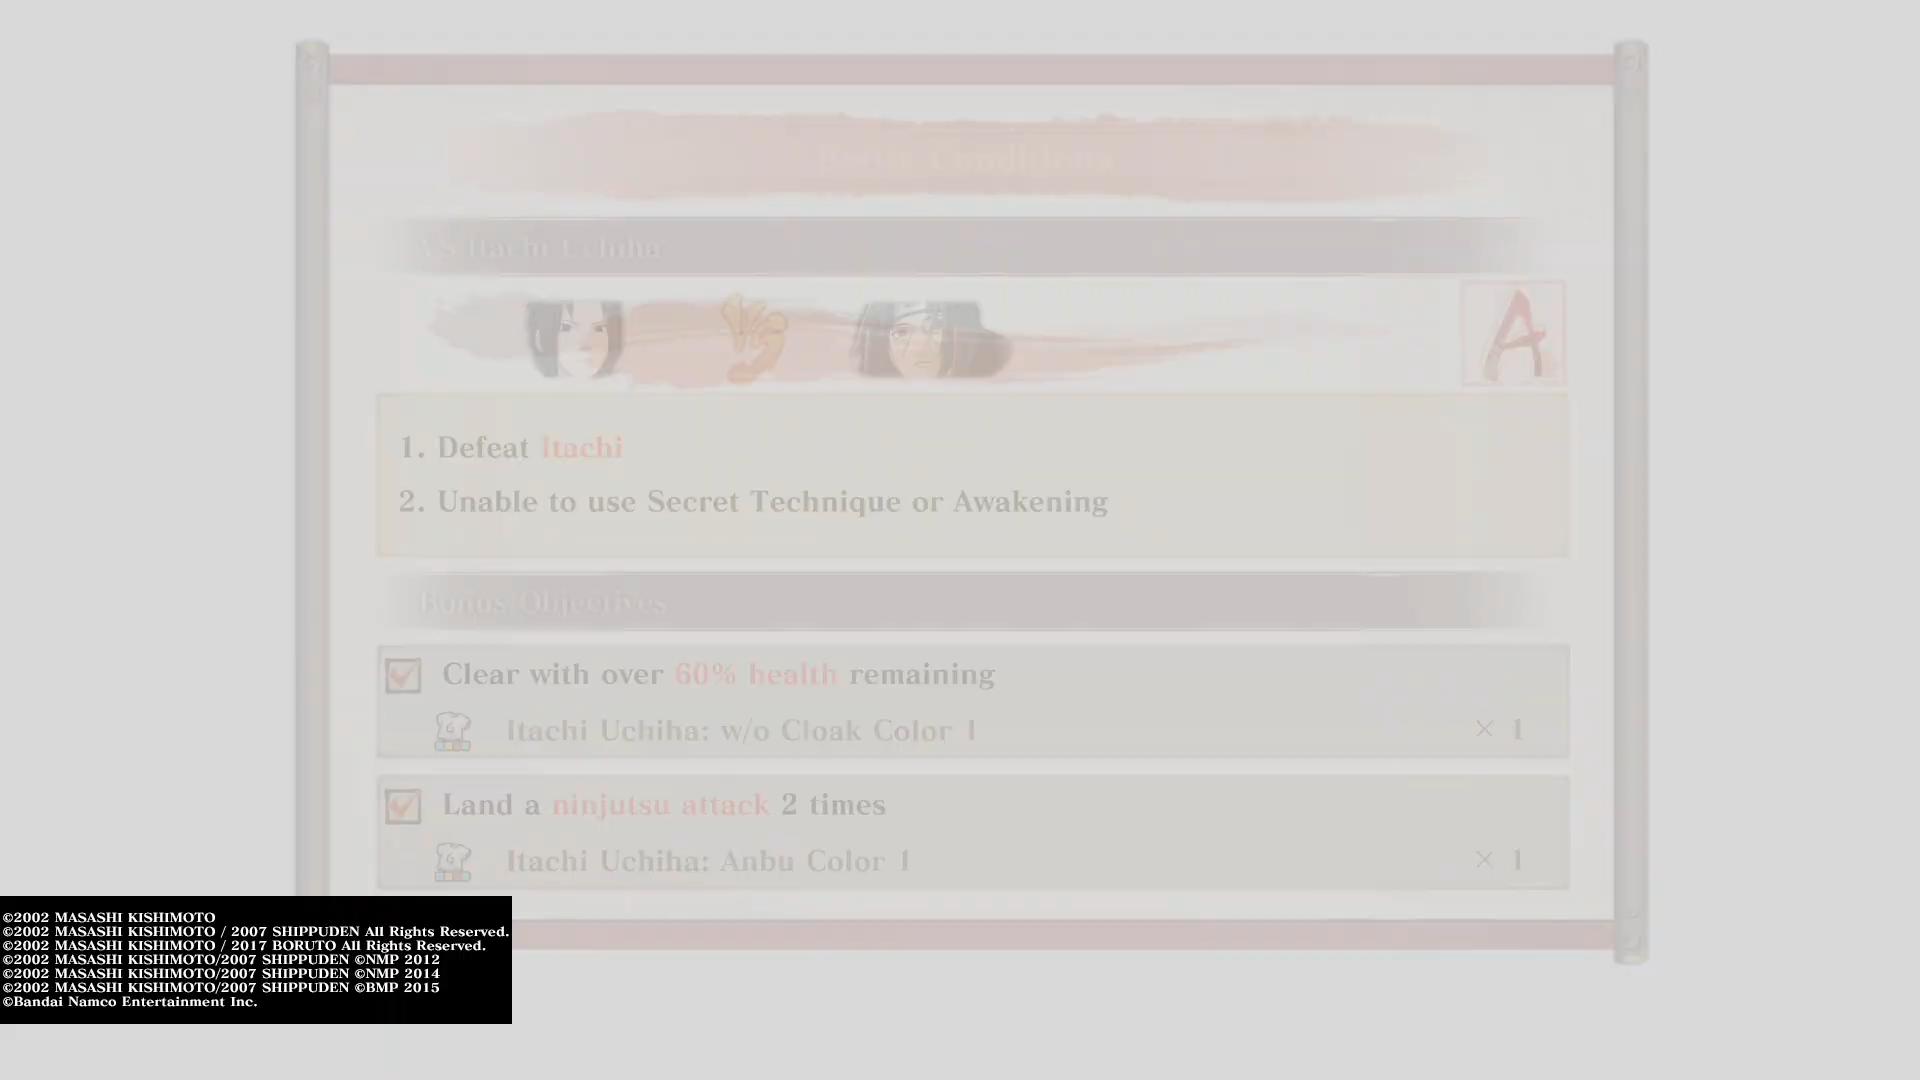 Battle Conditions
VS Itachi Uchiha
VS
A
1. Defeat Itachi
2. Unable to use Secret Technique or Awakening
Bonus Objectives
Clear with over 60% health remaining
Itachi Uchiha: w/o Cloak Color 1 × 1
Land a ninjutsu attack 2 times
Itachi Uchiha: Anbu Color 1 × 1
©2002 MASASHI KISHIMOTO
©2002 MASASHI KISHIMOTO / 2007 SHIPPUDEN All Rights Reserved.
©2002 MASASHI KISHIMOTO / 2017 BORUTO All Rights Reserved.
©2002 MASASHI KISHIMOTO/2007 SHIPPUDEN ©NMP 2012
©2002 MASASHI KISHIMOTO/2007 SHIPPUDEN ©NMP 2014
©2002 MASASHI KISHIMOTO/2007 SHIPPUDEN ©BMP 2015
©Bandai Namco Entertainment Inc.